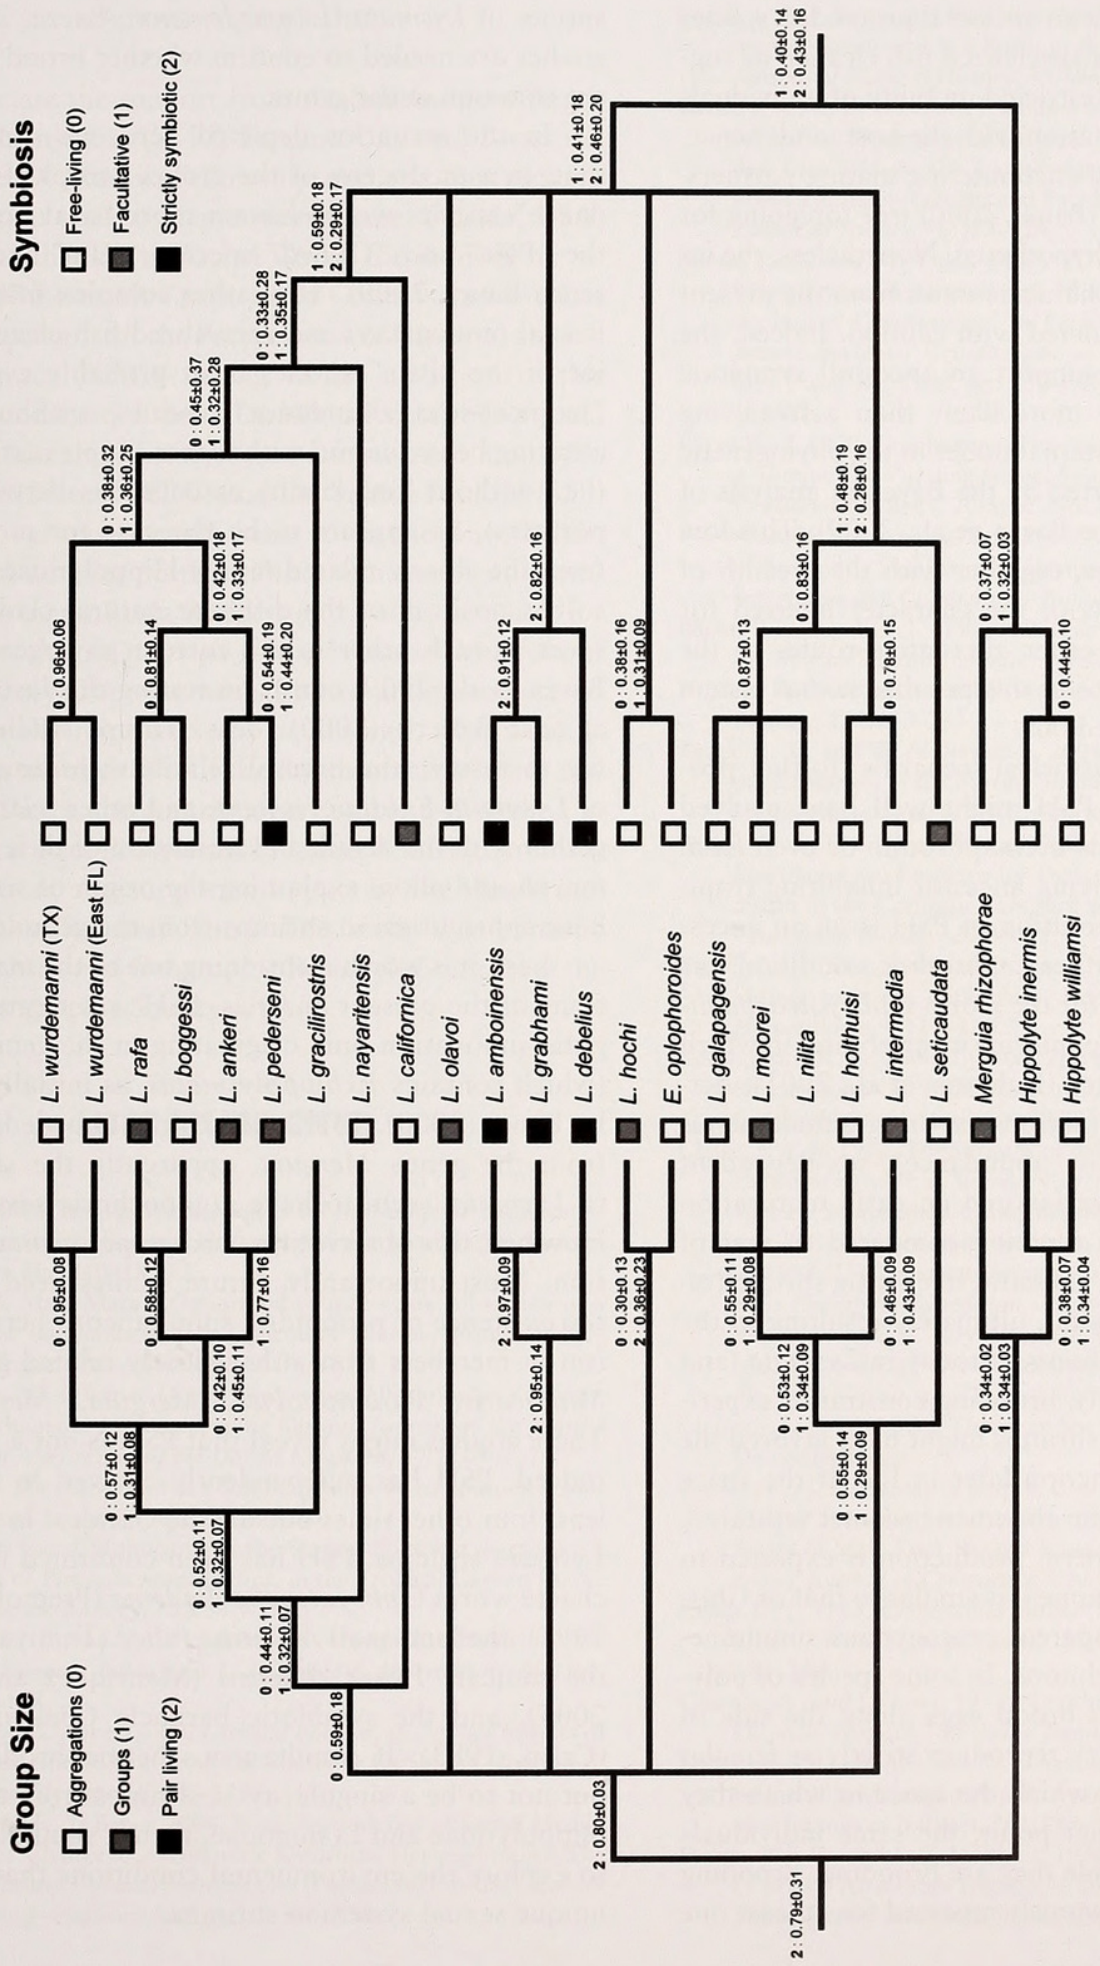 Group Size
Aggregations (0)
Groups (1)
Pair living (2)
Symbiosis
Free-living (0)
Facultative (1)
Strictly symbiotic (2)
L. wurdemanni (TX)
L. wurdemani (East FL)
L. rafa
L. boggessi
L. ankeri
L. pederseni
L. gracilirostris
L. nayaritensis
L. californica
L. olavoi
L. amboinensis
L. grabhami
L. debelius
L. hochi
E. oplophoroides
L. galapagensis
L. moorei
L. nilita
L. holthuisi
L. intermedia
L. seticaudata
Merguia rhizophorae
Hippolyte inermis
Hippolyte williamsi
0 : 0.95±0.08
0 : 0.58±0.12
0 : 0.42±0.10
1 : 0.45±0.11
1 : 0.77±0.16
0 : 0.57±0.12
1 : 0.31±0.08
0 : 0.52±0.11
1 : 0.32±0.07
0 : 0.44±0.11
1 : 0.32±0.07
0 : 0.59±0.18
2 : 0.97±0.09
2 : 0.95±0.14
2 : 0.80±0.03
0 : 0.30±0.13
2 : 0.36±0.23
0 : 0.55±0.11
1 : 0.29±0.08
0 : 0.53±0.12
1 : 0.34±0.09
0 : 0.46±0.09
1 : 0.43±0.09
0 : 0.55±0.14
1 : 0.29±0.09
2 : 0.79±0.31
0 : 0.34±0.02
1 : 0.34±0.03
0 : 0.38±0.07
1 : 0.34±0.04
0 : 0.96±0.06
0 : 0.38±0.32
1 : 0.36±0.25
0 : 0.81±0.14
0 : 0.42±0.18
1 : 0.33±0.17
0 : 0.54±0.19
1 : 0.44±0.20
0 : 0.45±0.37
1 : 0.32±0.28
0 : 0.33±0.28
1 : 0.35±0.17
1 : 0.59±0.18
2 : 0.29±0.17
2 : 0.91±0.12
2 : 0.82±0.16
1 : 0.41±0.18
2 : 0.46±0.20
0 : 0.38±0.16
1 : 0.31±0.09
0 : 0.87±0.13
0 : 0.83±0.16
1 : 0.48±0.19
2 : 0.28±0.16
0 : 0.78±0.15
1 : 0.40±0.14
2 : 0.43±0.16
0 : 0.37±0.07
1 : 0.32±0.03
0 : 0.44±0.10